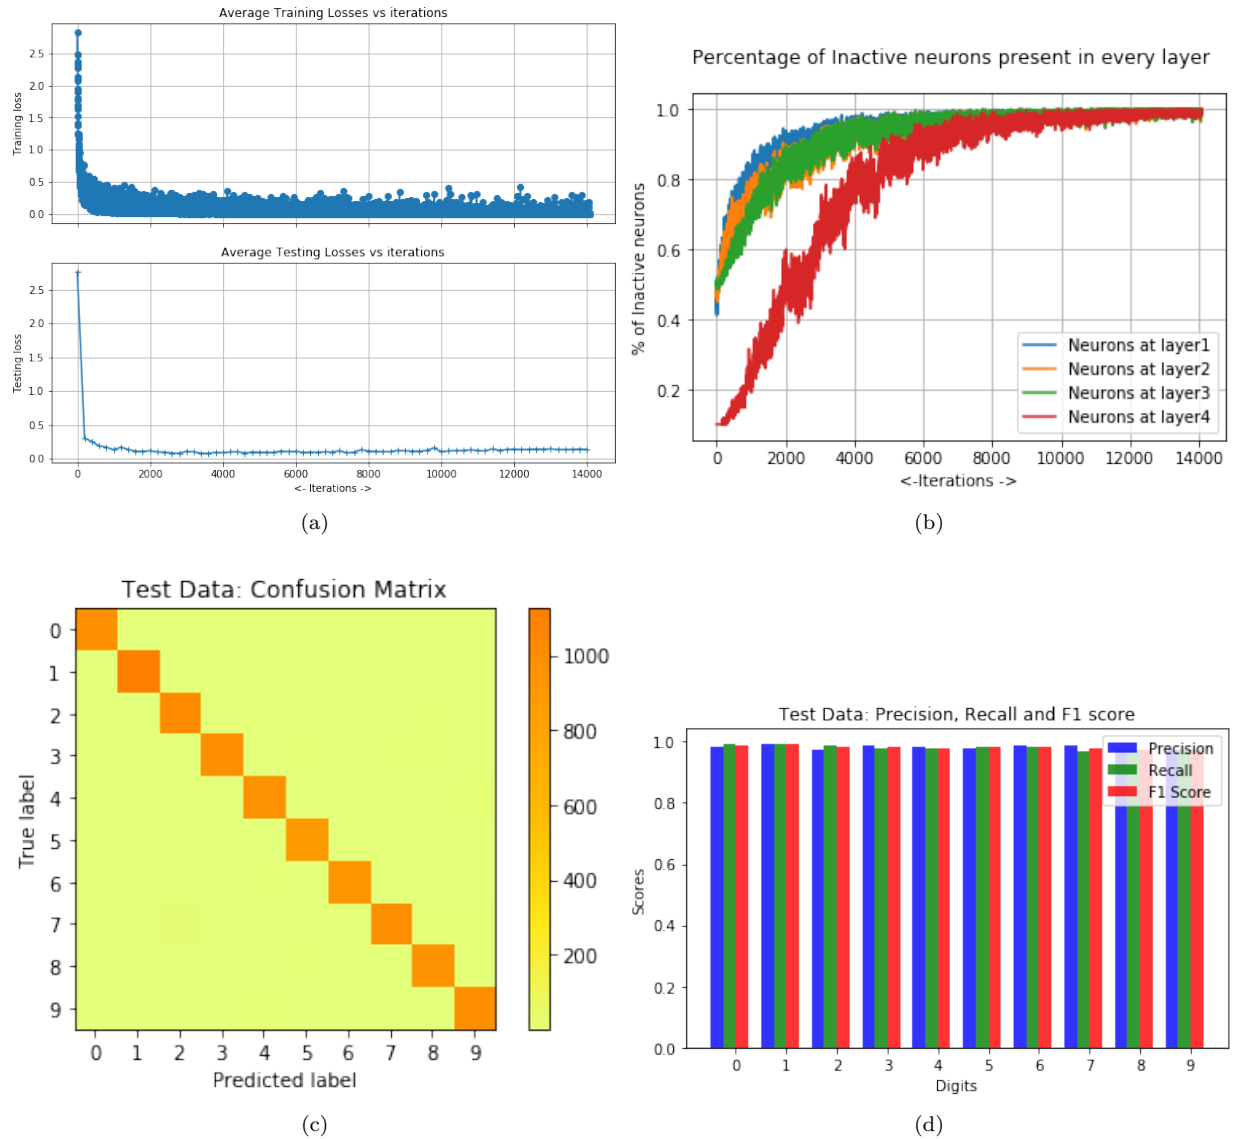 Average Training Losses vs iterations
Training loss
2.5
2.0
1.5
1.0
0.5
0.0
Average Testing Losses vs iterations
Testing loss
2.5
2.0
1.5
1.0
0.5
0.0
0 2000 4000 6000 8000 10000 12000 14000
<- Iterations ->
(a)
Percentage of Inactive neurons present in every layer
% of Inactive neurons
1.0
0.8
0.6
0.4
0.2
Neurons at layer1
Neurons at layer2
Neurons at layer3
Neurons at layer4
0 2000 4000 6000 8000 10000 12000 14000
<-Iterations ->
(b)
Test Data: Confusion Matrix
True label
0
1
2
3
4
5
6
7
8
9
0 1 2 3 4 5 6 7 8 9
Predicted label
1000
800
600
400
200
(c)
Test Data: Precision, Recall and F1 score
Scores
1.0
0.8
0.6
0.4
0.2
0.0
Precision
Recall
F1 Score
0 1 2 3 4 5 6 7 8 9
Digits
(d)